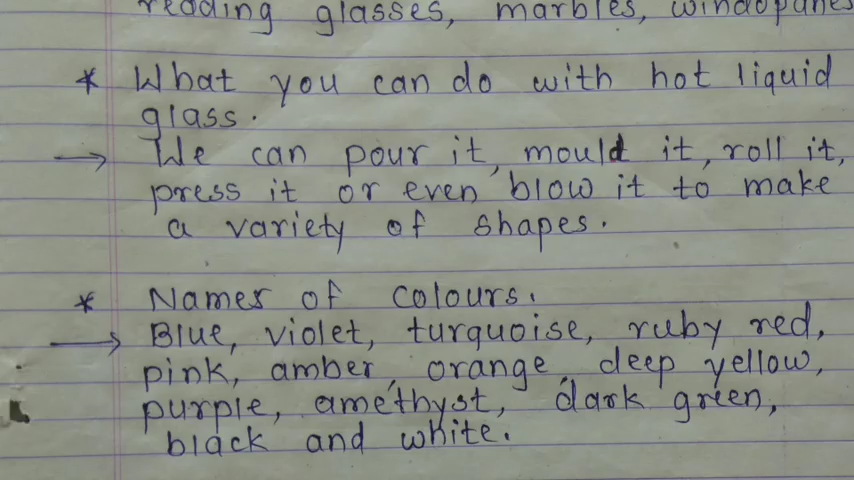 reading glasses, marbles, windopanes
* What you can do with hot liquid
glass.
→ We can pour it, mould it, roll it,
press it or even blow it to make
a variety of shapes.
* Names of colours.
→ Blue, violet, turquoise, ruby red,
pink, amber, orange, deep yellow,
purple, amethyst, dark green,
black and white.